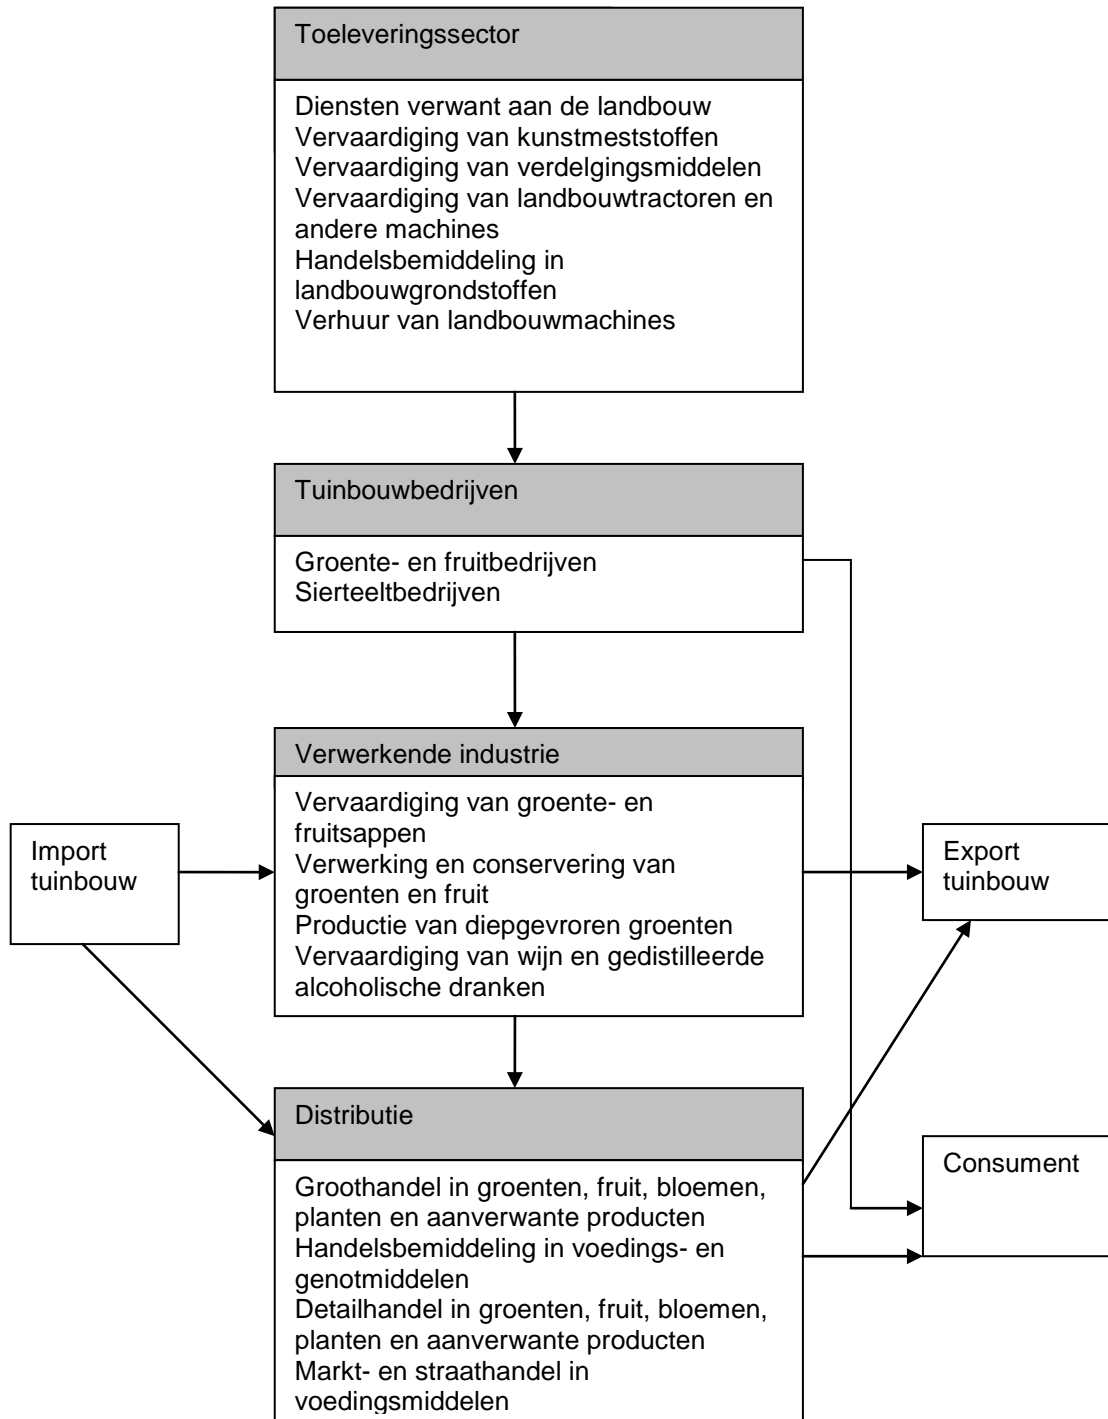 Toeleveringssector
Diensten verwant aan de landbouw
Vervaardiging van kunstmeststoffen
Vervaardiging van verdelgingsmiddelen
Vervaardiging van landbouwtractoren en
andere machines
Handelsbemiddeling in
landbouwgrondstoffen
Verhuur van landbouwmachines
Tuinbouwbedrijven
Groente- en fruitbedrijven
Sierteeltbedrijven
Verwerkende industrie
Vervaardiging van groente- en
fruitsappen
Verwerking en conservering van
groenten en fruit
Productie van diepgevroren groenten
Vervaardiging van wijn en gedistilleerde
alcoholische dranken
Import
tuinbouw
Export
tuinbouw
Distributie
Groothandel in groenten, fruit, bloemen,
planten en aanverwante producten
Handelsbemiddeling in voedings- en
genotmiddelen
Detailhandel in groenten, fruit, bloemen,
planten en aanverwante producten
Markt- en straathandel in
voedingsmiddelen
Consument